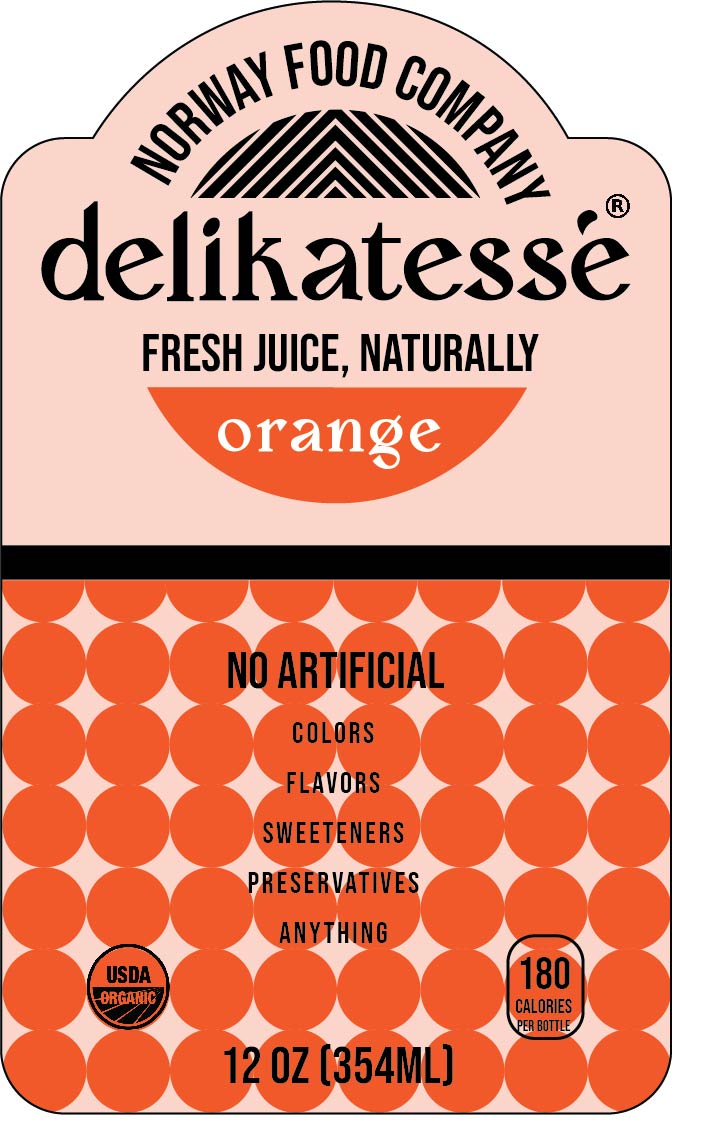 NORWAY FOOD COMPANY
delikatessé®
FRESH JUICE, NATURALLY
orange
NO ARTIFICIAL
COLORS
FLAVORS
SWEETENERS
PRESERVATIVES
ANYTHING
USDA
ORGANIC
180
CALORIES
PER BOTTLE
12 OZ (354ML)